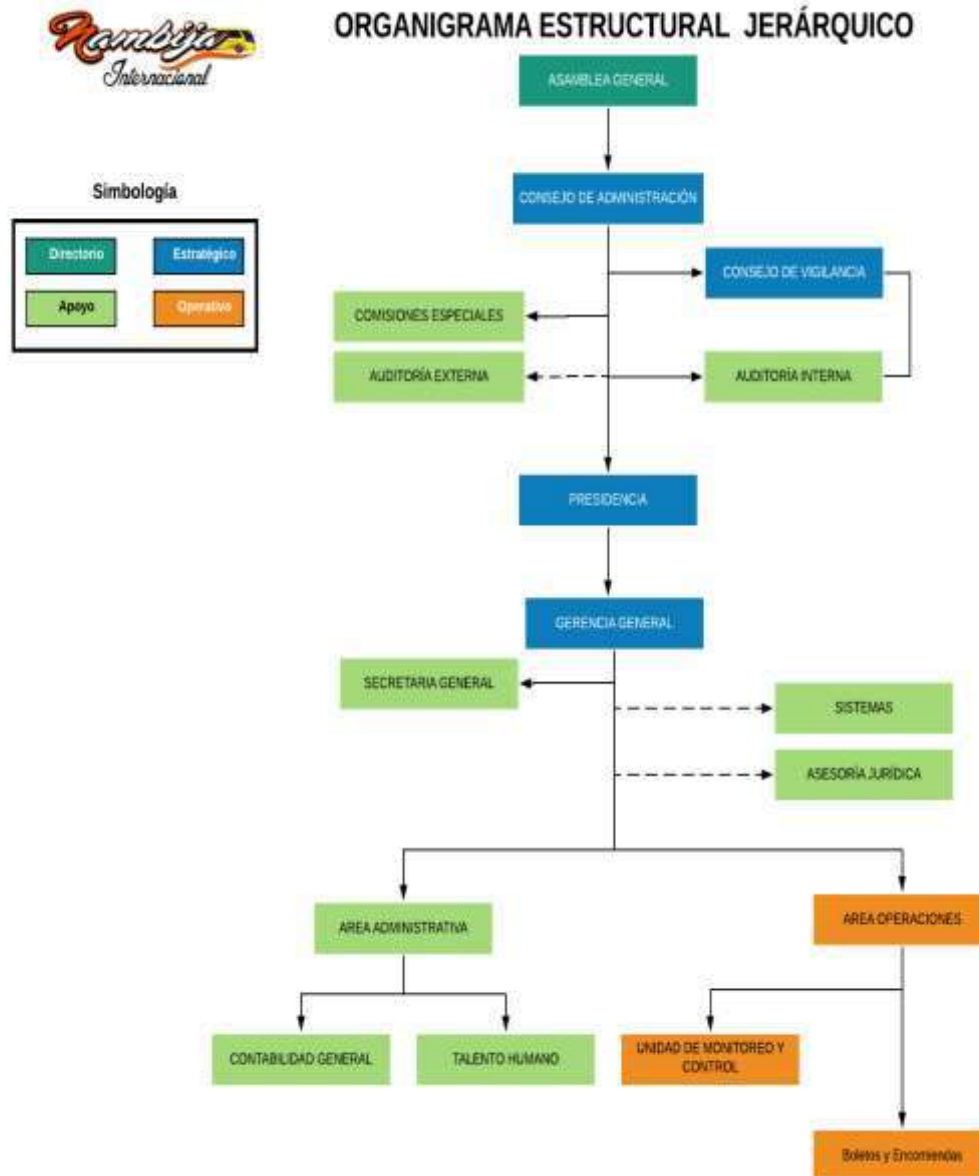 Nambija
Internacional
ORGANIGRAMA ESTRUCTURAL JERÁRQUICO
ASAMBLEA GENERAL
Simbología
Directorio
Estratégico
Apoyo
Operativo
CONSEJO DE ADMINISTRACIÓN
CONSEJO DE VIGILANCIA
COMISIONES ESPECIALES
AUDITORÍA EXTERNA
AUDITORÍA INTERNA
PRESIDENCIA
GERENCIA GENERAL
SECRETARIA GENERAL
SISTEMAS
ASESORÍA JURÍDICA
AREA ADMINISTRATIVA
AREA OPERACIONES
CONTABILIDAD GENERAL
TALENTO HUMANO
UNIDAD DE MONITOREO Y
CONTROL
Boletos y Encomiendas